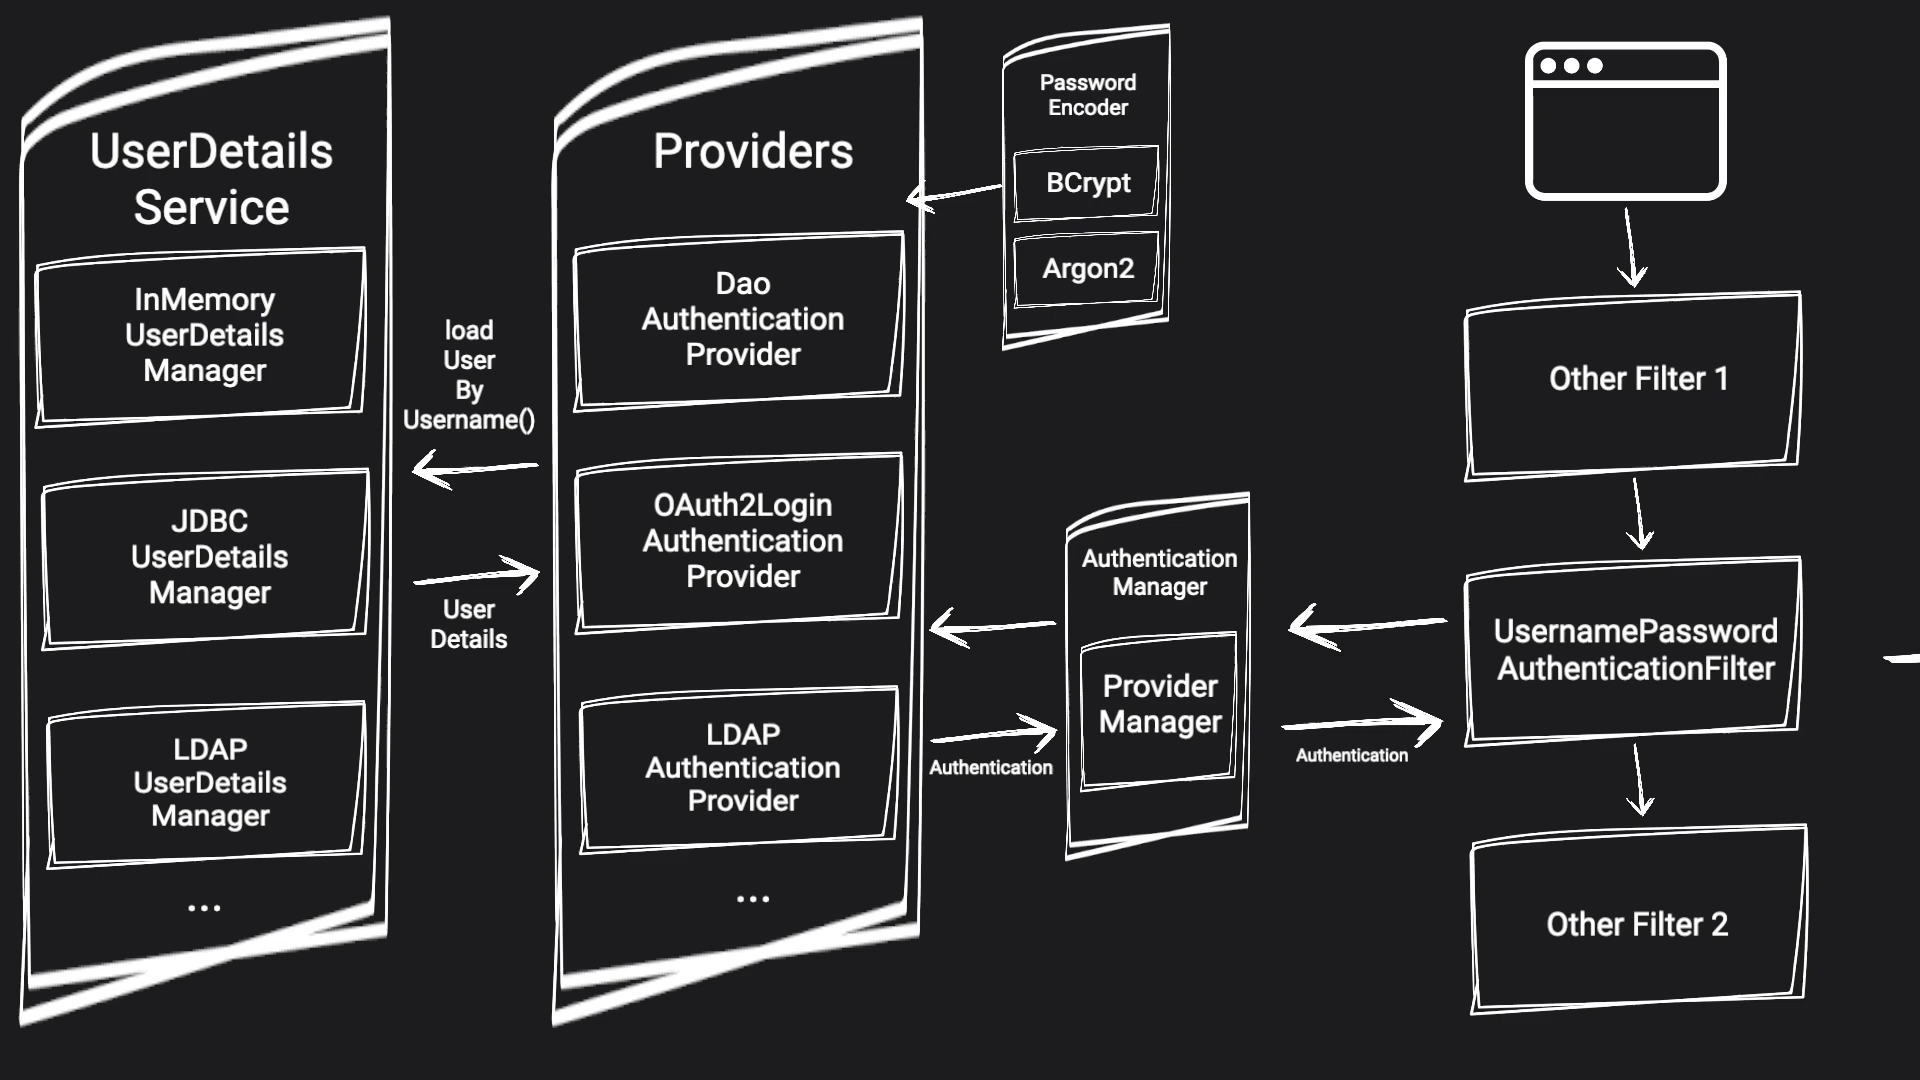 UserDetails
Service
InMemory
UserDetails
Manager
JDBC
UserDetails
Manager
LDAP
UserDetails
Manager
...
load
User
By
Username()
User
Details
Providers
Dao
Authentication
Provider
OAuth2Login
Authentication
Provider
LDAP
Authentication
Provider
...
Password
Encoder
BCrypt
Argon2
Authentication
Authentication
Manager
Provider
Manager
Authentication
Other Filter 1
UsernamePassword
AuthenticationFilter
Other Filter 2